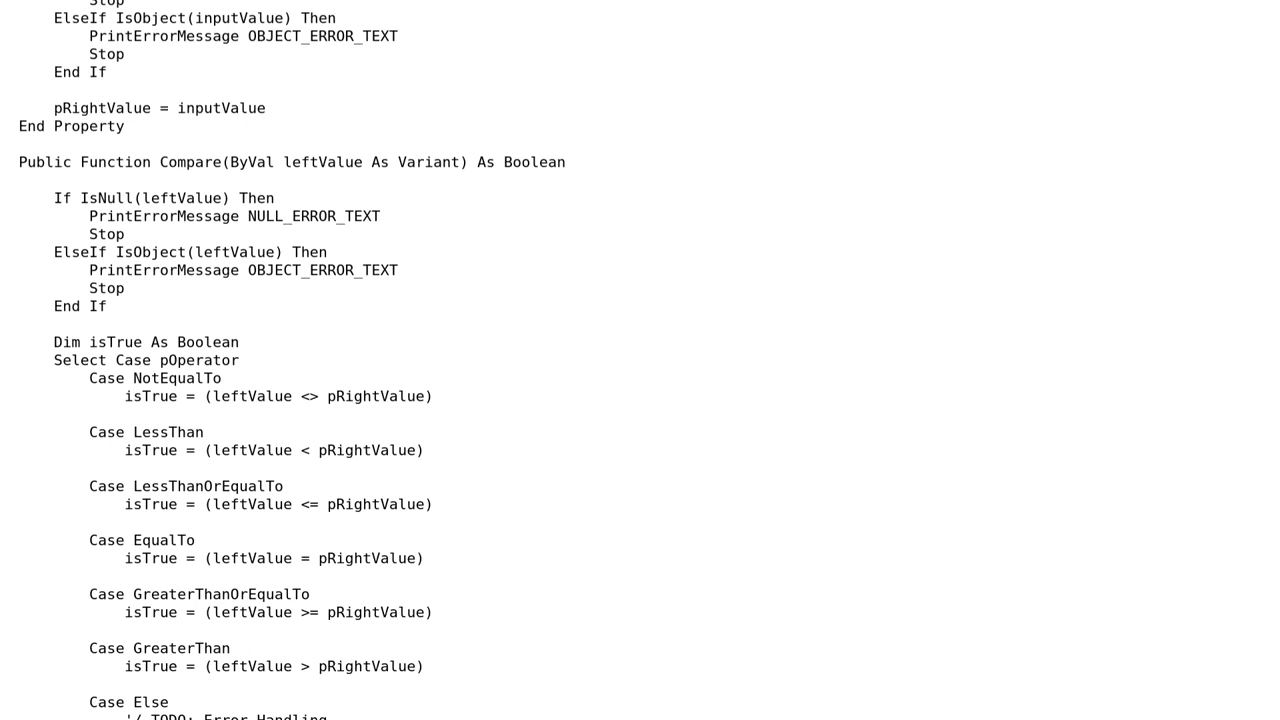 Stop
    ElseIf IsObject(inputValue) Then
        PrintErrorMessage OBJECT_ERROR_TEXT
        Stop
    End If

    pRightValue = inputValue
End Property

Public Function Compare(ByVal leftValue As Variant) As Boolean

    If IsNull(leftValue) Then
        PrintErrorMessage NULL_ERROR_TEXT
        Stop
    ElseIf IsObject(leftValue) Then
        PrintErrorMessage OBJECT_ERROR_TEXT
        Stop
    End If

    Dim isTrue As Boolean
    Select Case pOperator
        Case NotEqualTo
            isTrue = (leftValue <> pRightValue)

        Case LessThan
            isTrue = (leftValue < pRightValue)

        Case LessThanOrEqualTo
            isTrue = (leftValue <= pRightValue)

        Case EqualTo
            isTrue = (leftValue = pRightValue)

        Case GreaterThanOrEqualTo
            isTrue = (leftValue >= pRightValue)

        Case GreaterThan
            isTrue = (leftValue > pRightValue)

        Case Else
            '/ TODO: Error Handling